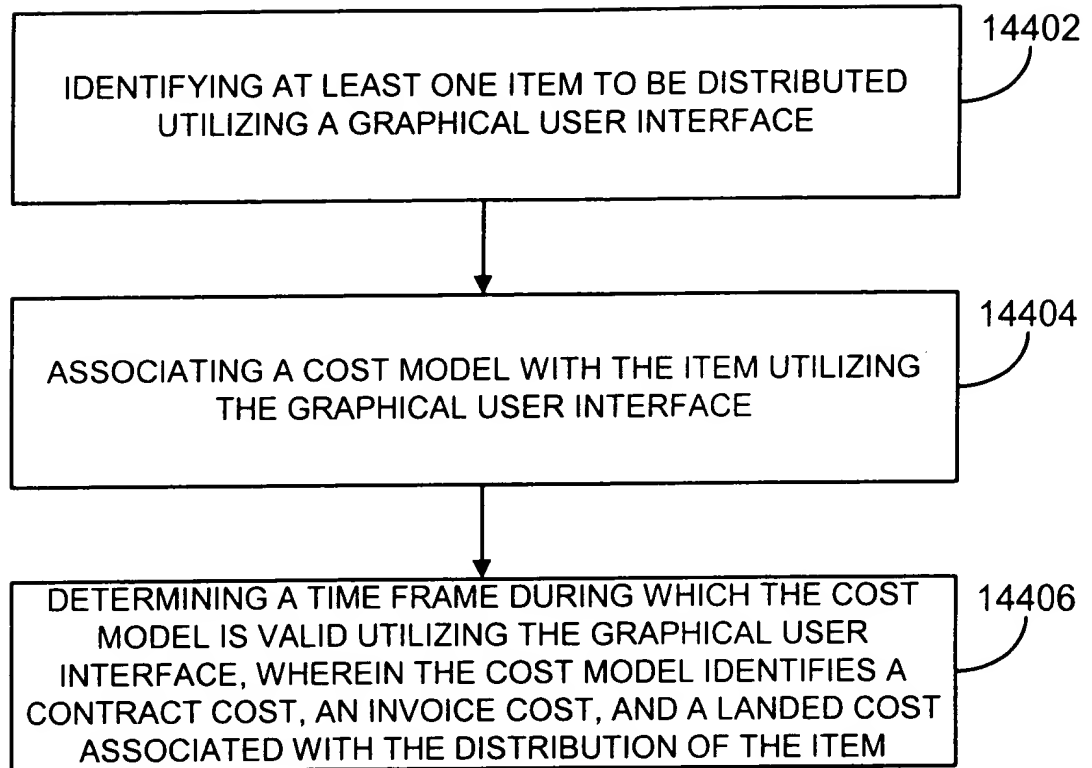 14402
IDENTIFYING AT LEAST ONE ITEM TO BE DISTRIBUTED
UTILIZING A GRAPHICAL USER INTERFACE
14404
ASSOCIATING A COST MODEL WITH THE ITEM UTILIZING
THE GRAPHICAL USER INTERFACE
14406
DETERMINING A TIME FRAME DURING WHICH THE COST
MODEL IS VALID UTILIZING THE GRAPHICAL USER
INTERFACE, WHEREIN THE COST MODEL IDENTIFIES A
CONTRACT COST, AN INVOICE COST, AND A LANDED COST
ASSOCIATED WITH THE DISTRIBUTION OF THE ITEM